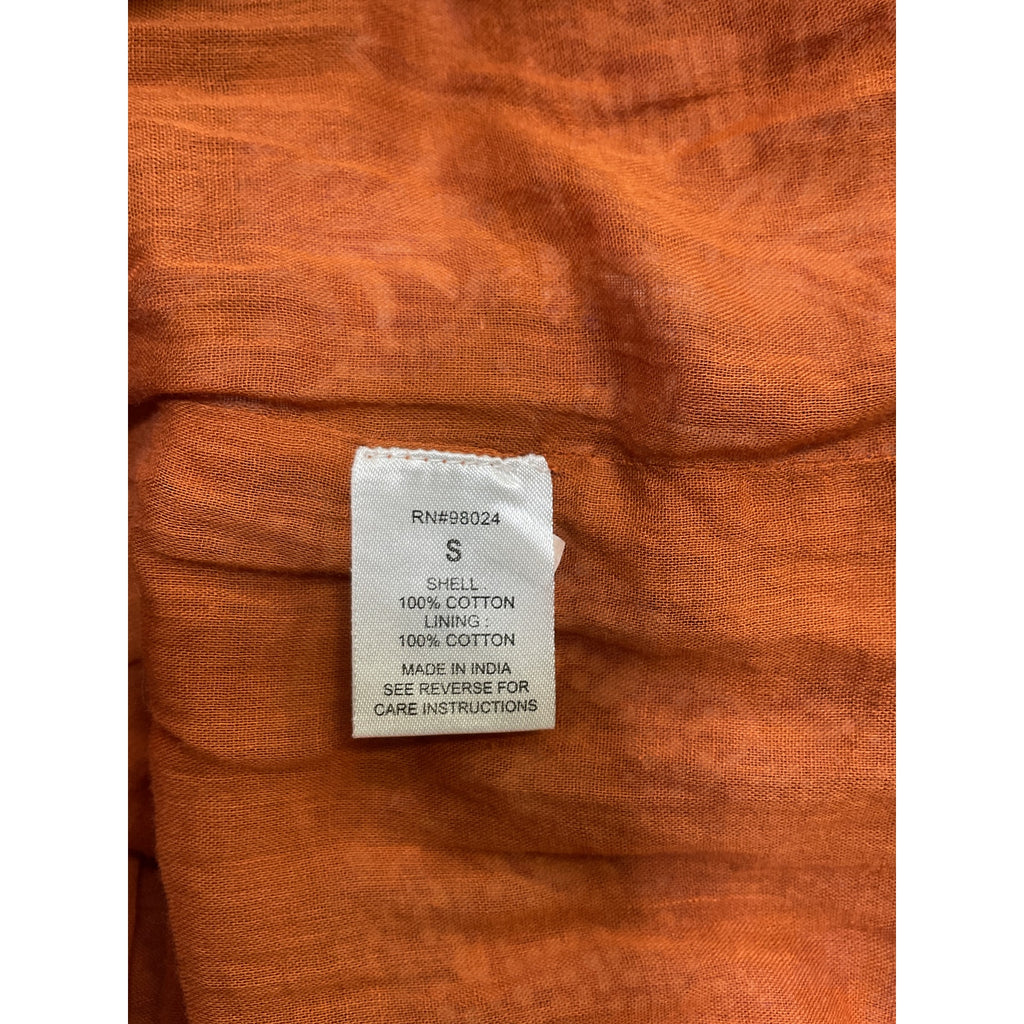 RN#98024
S
SHELL
100% COTTON
LINING :
100% COTTON
MADE IN INDIA
SEE REVERSE FOR
CARE INSTRUCTIONS